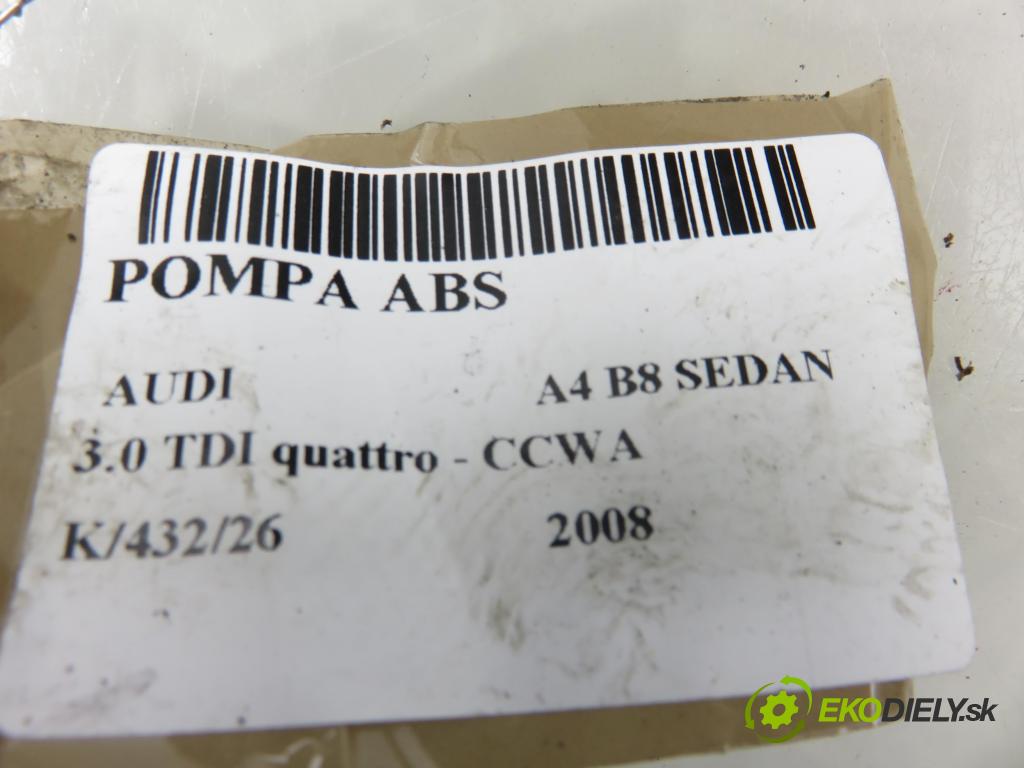 POMPA ABS
AUDI A4 B8 SEDAN
3.0 TDI quattro - CCWA
K/432/26 2008
EKODIELY.sk